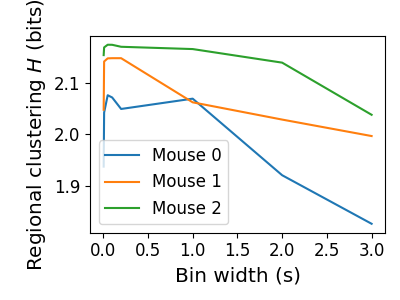 Regional clustering H (bits)
2.1
2.0
1.9
Mouse 0
Mouse 1
Mouse 2
0.0 0.5 1.0 1.5 2.0 2.5 3.0
Bin width (s)